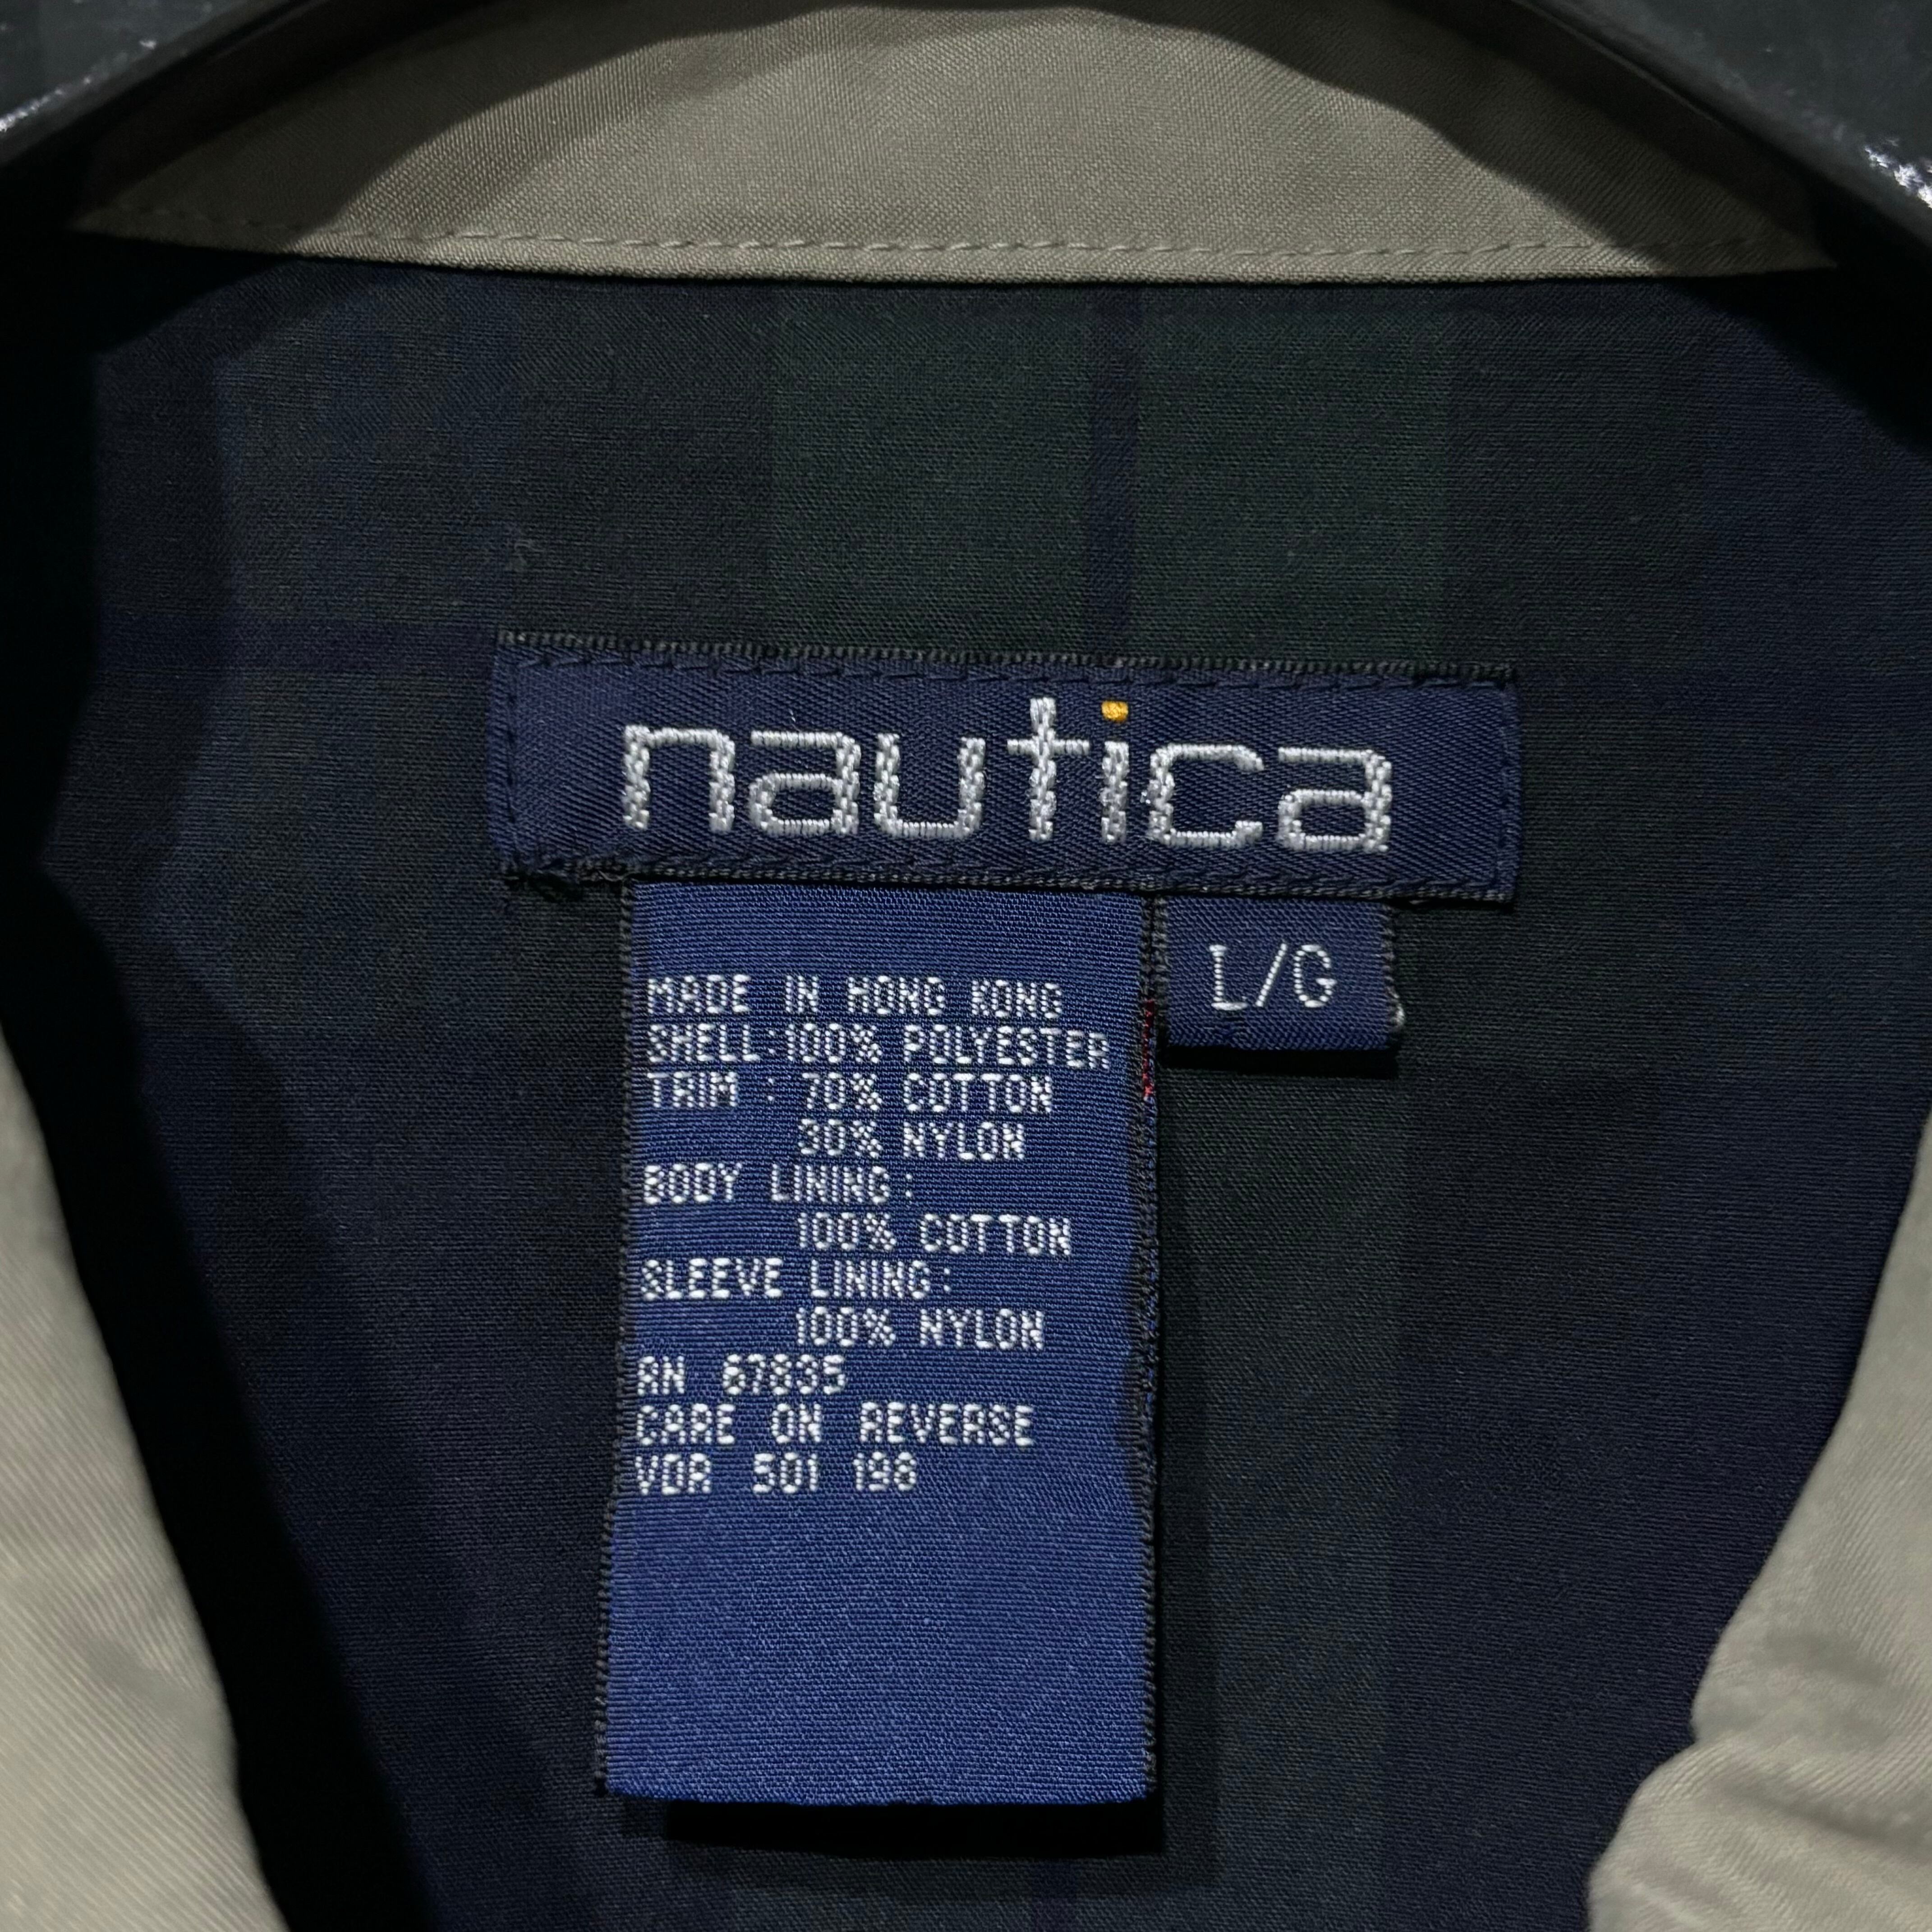 nautica
L/G
MADE IN HONG KONG
SHELL:100% POLYESTER
TRIM : 70% COTTON
30% NYLON
BODY LINING:
100% COTTON
SLEEVE LINING:
100% NYLON
RN 67835
CARE ON REVERSE
VDR 501 198